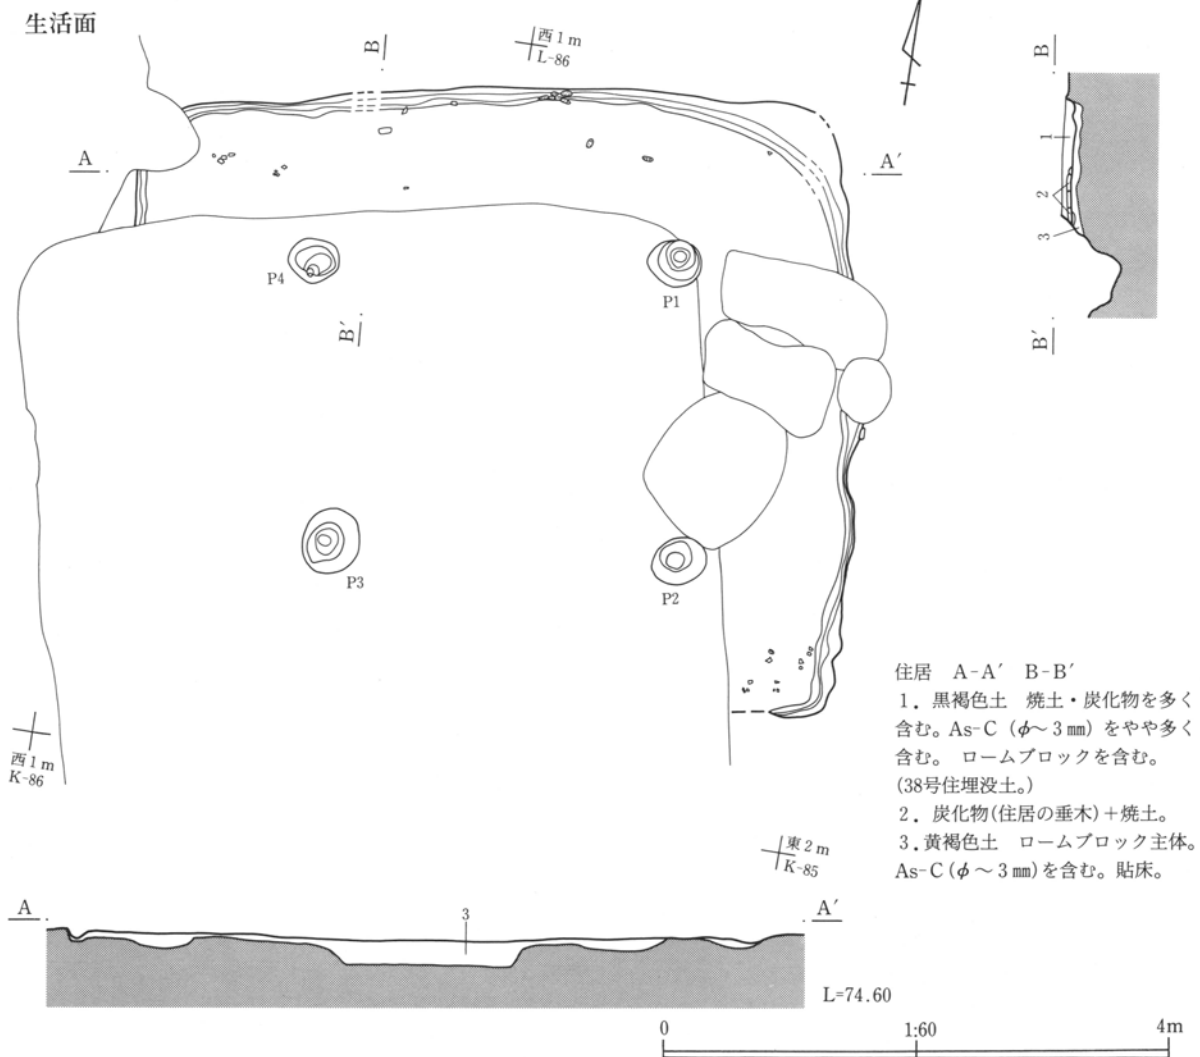 生活面
B
西1m
L-86
A
A′
P4
P1
B′
P3
P2
西1m
K-86
東2m
K-85
B
1
2
3
B′
住居 A-A′ B-B′
1. 黒褐色土 焼土・炭化物を多く
含む。As-C（φ～3㎜）をやや多く
含む。 ロームブロックを含む。
(38号住埋没土。)
2. 炭化物(住居の垂木)＋焼土。
3. 黄褐色土 ロームブロック主体。
As-C(φ～3㎜)を含む。貼床。
A
3
A′
L=74.60
0 1:60 4m